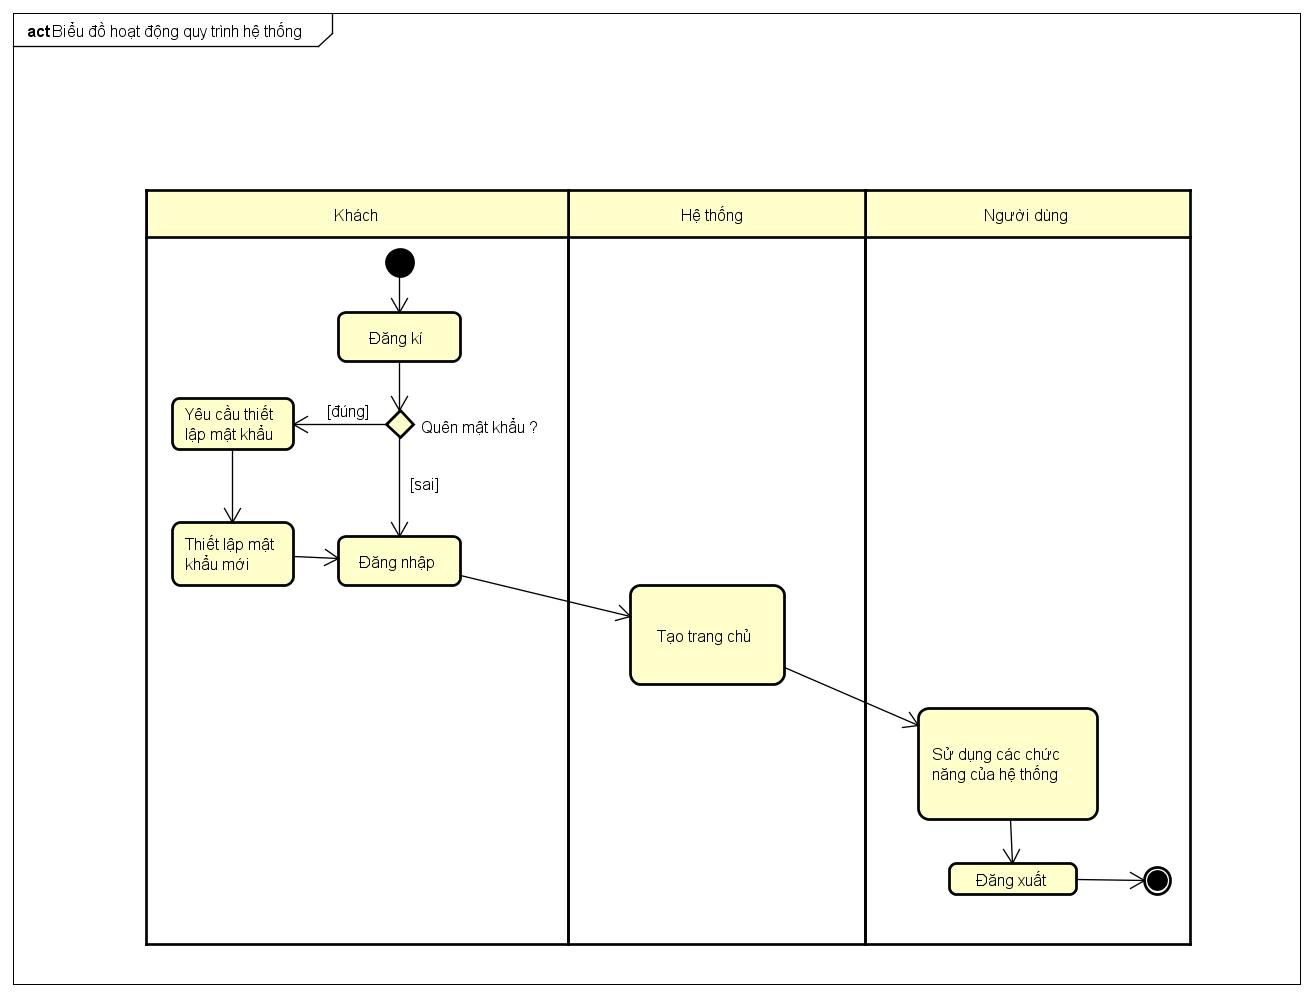 act Biểu đồ hoạt động quy trình hệ thống
Khách
Hệ thống
Người dùng
Đăng kí
Yêu cầu thiết
lập mật khẩu
[đúng]
Quên mật khẩu ?
[sai]
Thiết lập mật
khẩu mới
Đăng nhập
Tạo trang chủ
Sử dụng các chức
năng của hệ thống
Đăng xuất